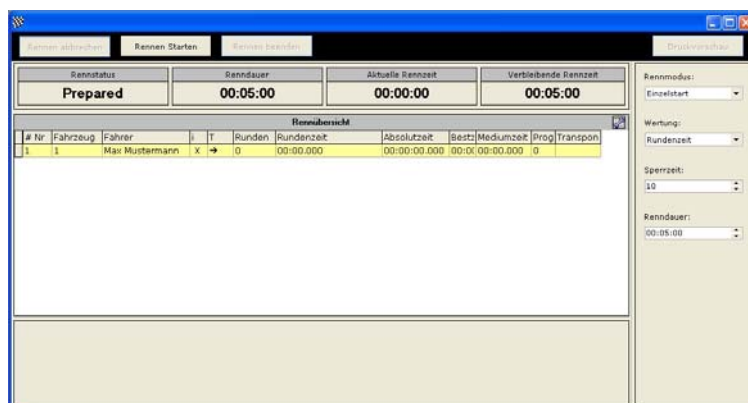 Rennen abbrechen Rennen Starten Rennen beenden Druckvorschau
Rennstatus Renndauer Aktuelle Rennzeit Verbleibende Rennzeit
Prepared 00:05:00 00:00:00 00:05:00
Rennübersicht
# Nr Fahrzeug Fahrer i T Runden Rundenzeit Absolutzeit Bestz Mediumzeit Prog Transpon
1 1 Max Mustermann X ➔ 0 00:00.000 00:00:00.000 00:0( 00:00.000 0
Rennmodus:
Einzelstart
Wertung:
Rundenzeit
Sperrzeit:
10
Renndauer:
00:05:00